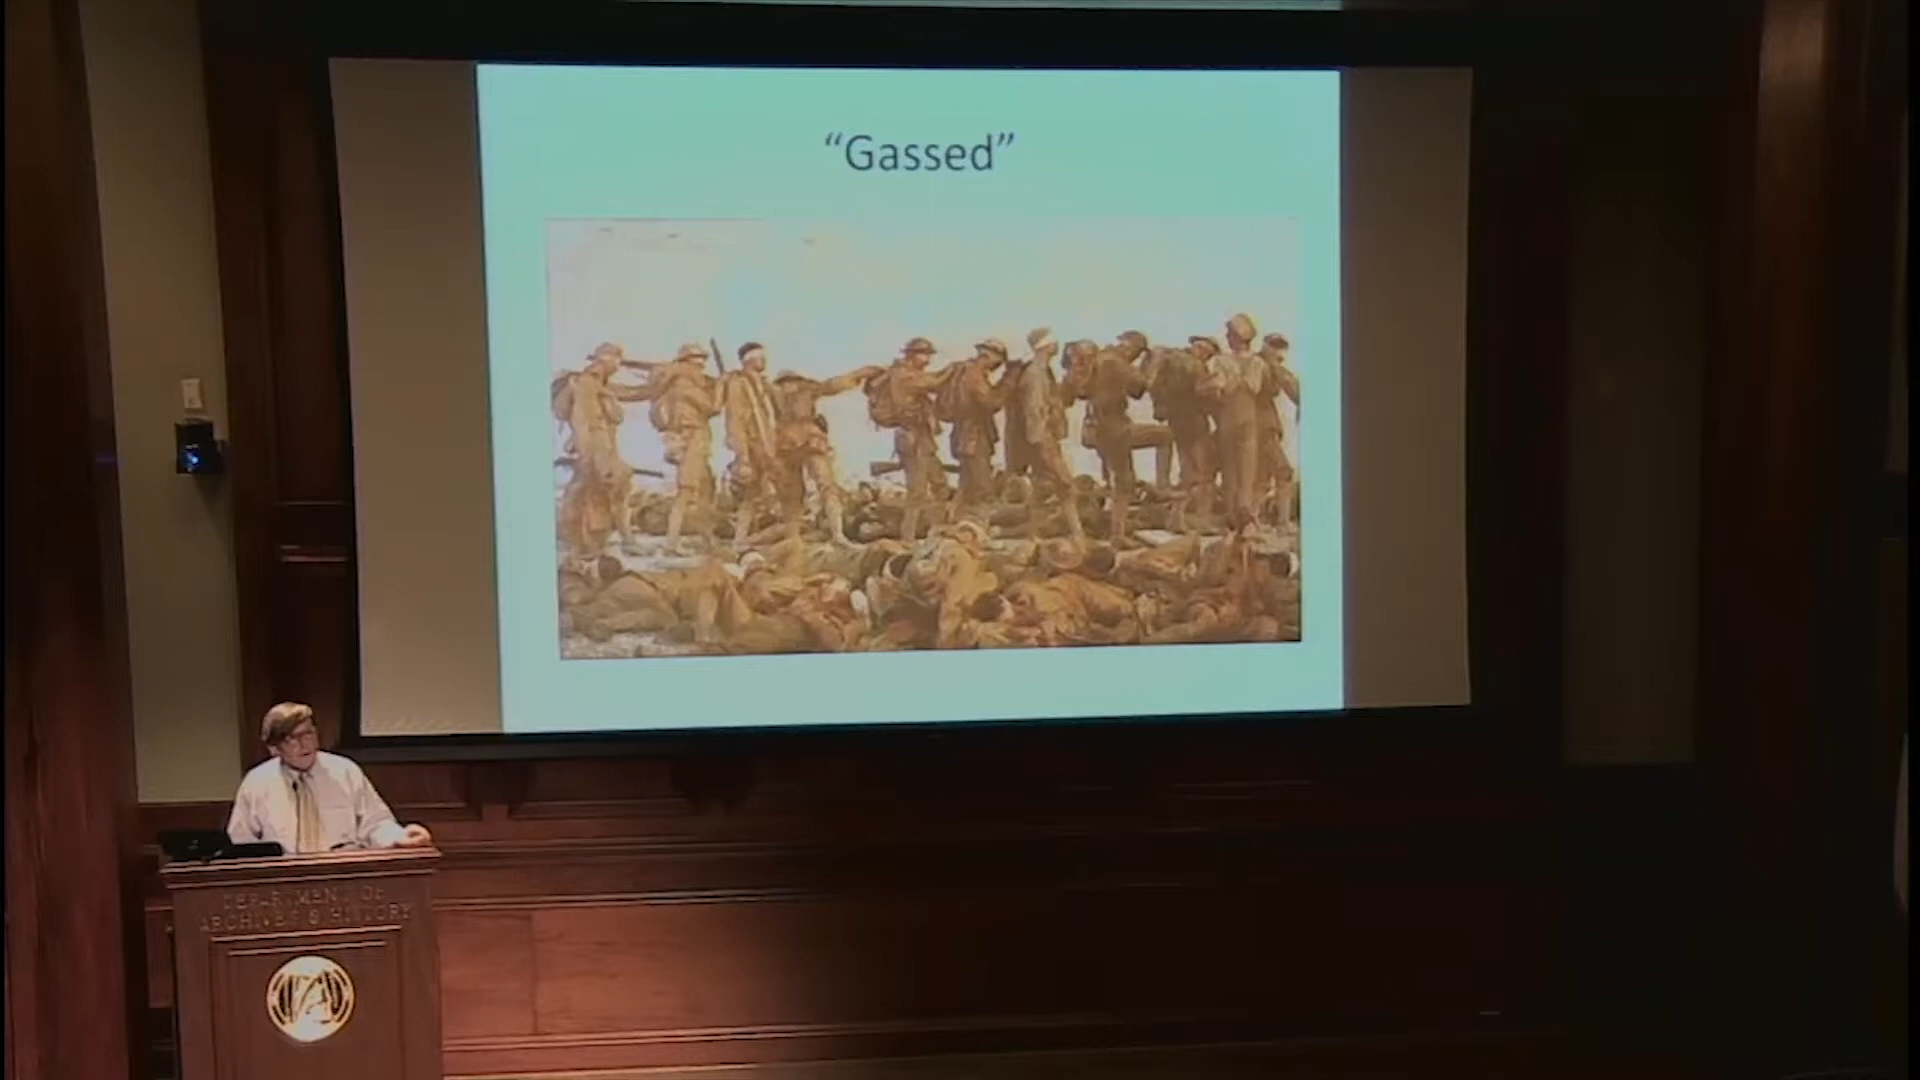 “Gassed”
DEPARTMENT OF
ARCHIVES & HISTORY